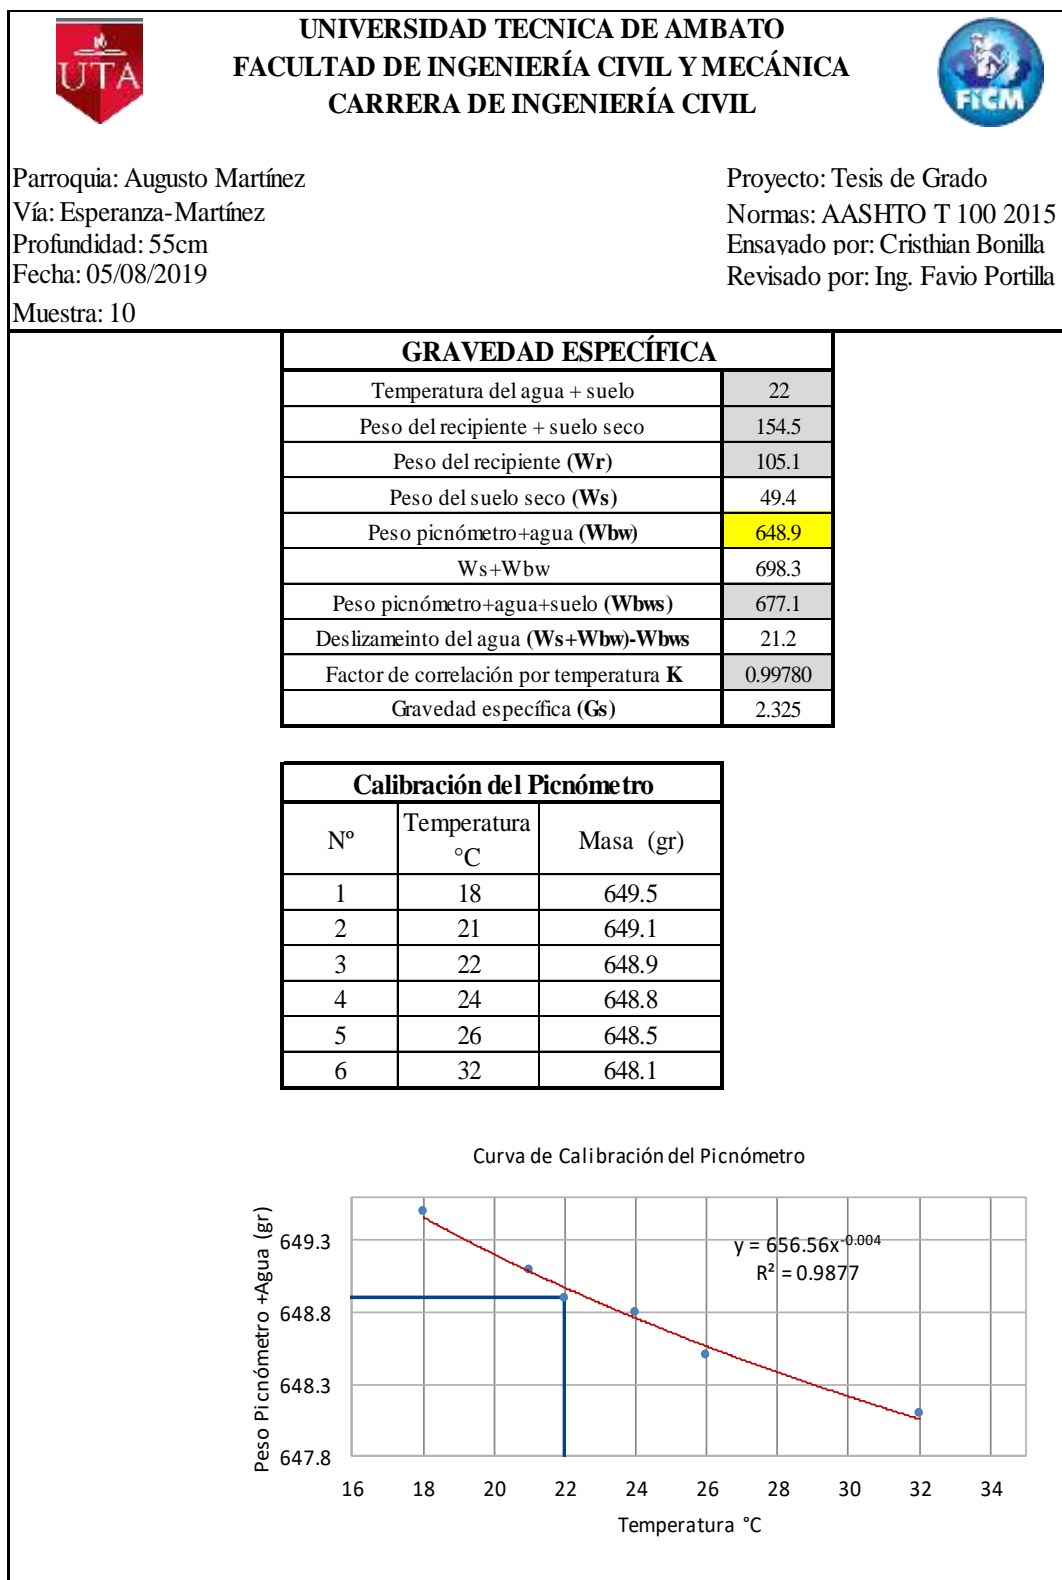 UTA
UNIVERSIDAD TECNICA DE AMBATO
FACULTAD DE INGENIERÍA CIVIL Y MECÁNICA
CARRERA DE INGENIERÍA CIVIL
FICM
Parroquia: Augusto Martínez
Vía: Esperanza-Martínez
Profundidad: 55cm
Fecha: 05/08/2019
Muestra: 10
Proyecto: Tesis de Grado
Normas: AASHTO T 100 2015
Ensayado por: Cristhian Bonilla
Revisado por: Ing. Favio Portilla
GRAVEDAD ESPECÍFICA
Temperatura del agua + suelo 22
Peso del recipiente + suelo seco 154.5
Peso del recipiente (Wr) 105.1
Peso del suelo seco (Ws) 49.4
Peso picnómetro+agua (Wbw) 648.9
Ws+Wbw 698.3
Peso picnómetro+agua+suelo (Wbws) 677.1
Deslizameinto del agua (Ws+Wbw)-Wbws 21.2
Factor de correlación por temperatura K 0.99780
Gravedad específica (Gs) 2.325
Calibración del Picnómetro
Nº Temperatura °C Masa (gr)
1 18 649.5
2 21 649.1
3 22 648.9
4 24 648.8
5 26 648.5
6 32 648.1
Curva de Calibración del Picnómetro
Peso Picnómetro +Agua (gr)
649.3
648.8
648.3
647.8
y = 656.56x^-0.004
R² = 0.9877
16 18 20 22 24 26 28 30 32 34
Temperatura °C